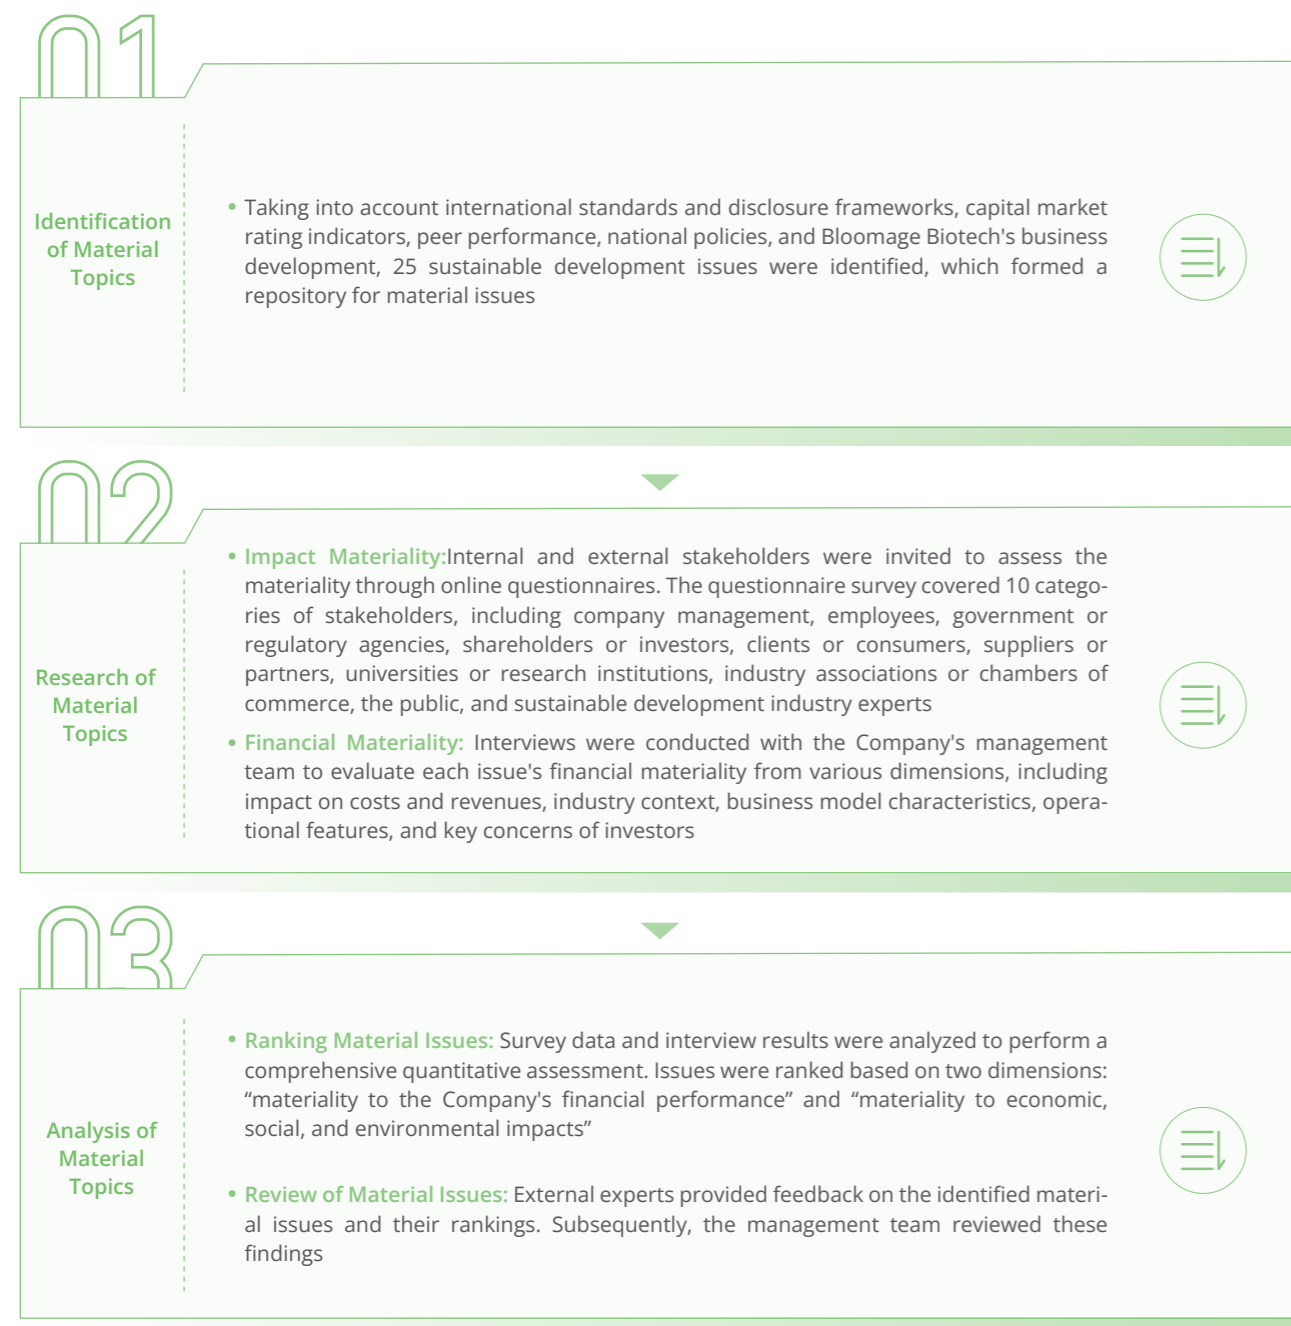 01
Identification
of Material
Topics
• Taking into account international standards and disclosure frameworks, capital market
rating indicators, peer performance, national policies, and Bloomage Biotech's business
development, 25 sustainable development issues were identified, which formed a
repository for material issues
02
Research of
Material
Topics
• Impact Materiality:Internal and external stakeholders were invited to assess the
materiality through online questionnaires. The questionnaire survey covered 10 catego-
ries of stakeholders, including company management, employees, government or
regulatory agencies, shareholders or investors, clients or consumers, suppliers or
partners, universities or research institutions, industry associations or chambers of
commerce, the public, and sustainable development industry experts
• Financial Materiality: Interviews were conducted with the Company's management
team to evaluate each issue's financial materiality from various dimensions, including
impact on costs and revenues, industry context, business model characteristics, opera-
tional features, and key concerns of investors
03
Analysis of
Material
Topics
• Ranking Material Issues: Survey data and interview results were analyzed to perform a
comprehensive quantitative assessment. Issues were ranked based on two dimensions:
“materiality to the Company's financial performance” and “materiality to economic,
social, and environmental impacts”
• Review of Material Issues: External experts provided feedback on the identified materi-
al issues and their rankings. Subsequently, the management team reviewed these
findings